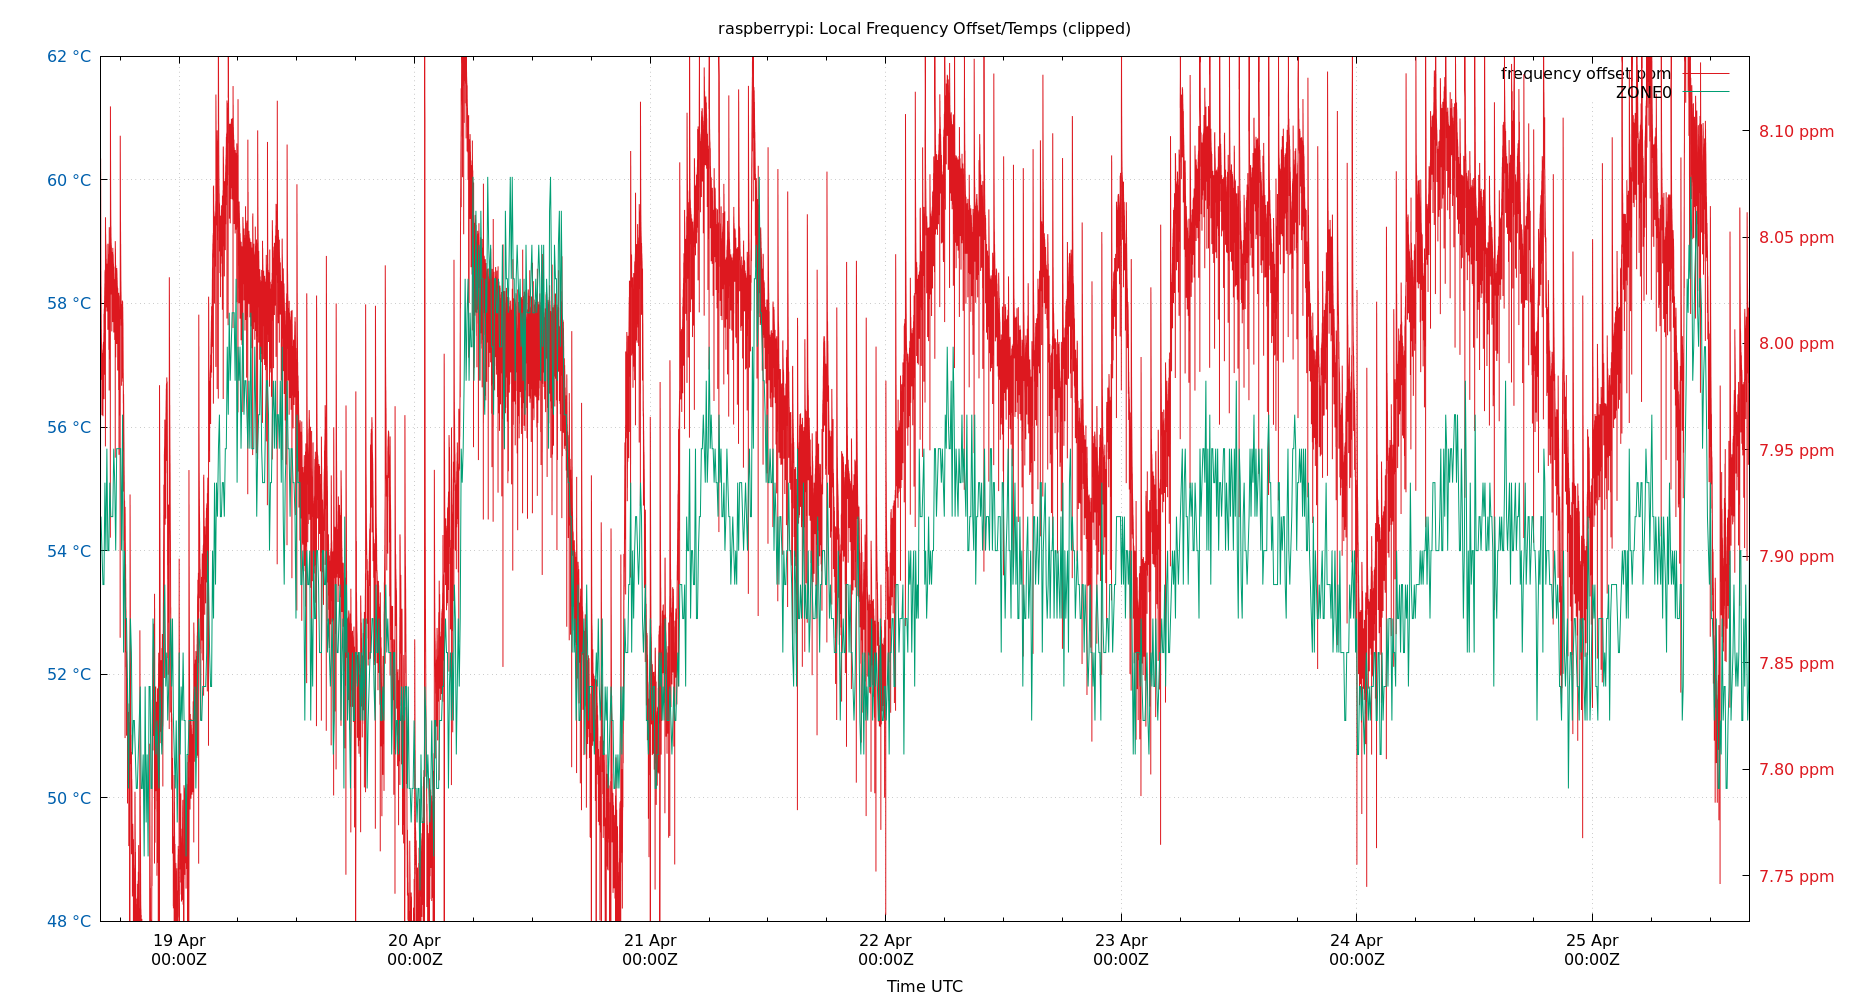 raspberrypi: Local Frequency Offset/Temps (clipped)
62 °C
60 °C
58 °C
56 °C
54 °C
52 °C
50 °C
48 °C
frequency offset ppm
ZONE0
8.10 ppm
8.05 ppm
8.00 ppm
7.95 ppm
7.90 ppm
7.85 ppm
7.80 ppm
7.75 ppm
19 Apr 20 Apr 21 Apr 22 Apr 23 Apr 24 Apr 25 Apr
00:00Z 00:00Z 00:00Z 00:00Z 00:00Z 00:00Z 00:00Z
Time UTC